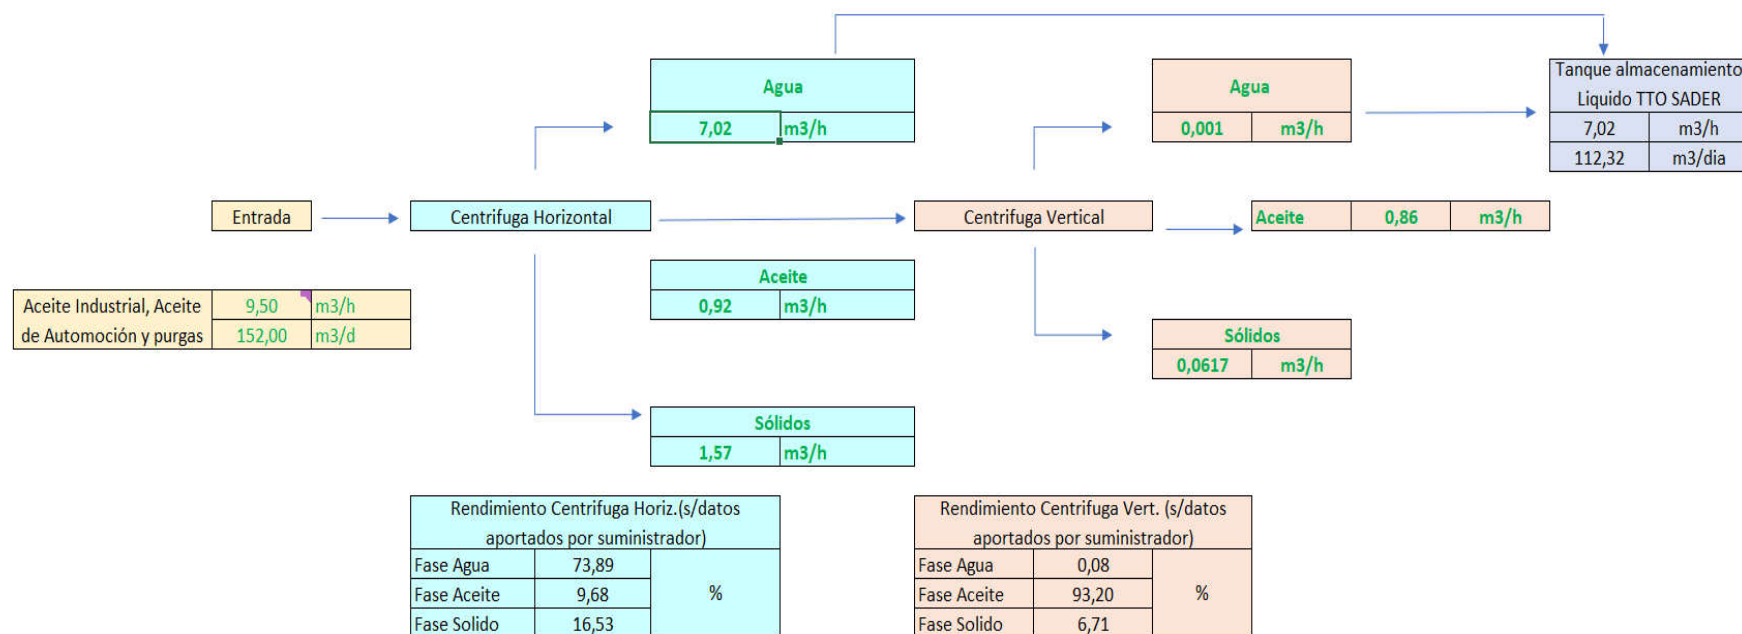 Agua
7,02 m3/h
Agua
0,001 m3/h
Tanque almacenamiento
Liquido TTO SADER
7,02 m3/h
112,32 m3/dia
Entrada
Centrifuga Horizontal
Centrifuga Vertical
Aceite 0,86 m3/h
Aceite
0,92 m3/h
Aceite Industrial, Aceite
de Automoción y purgas
9,50 m3/h
152,00 m3/d
Sólidos
0,0617 m3/h
Sólidos
1,57 m3/h
Rendimiento Centrifuga Horiz.(s/datos
aportados por suministrador)
Fase Agua 73,89
Fase Aceite 9,68 %
Fase Solido 16,53
Rendimiento Centrifuga Vert. (s/datos
aportados por suministrador)
Fase Agua 0,08
Fase Aceite 93,20 %
Fase Solido 6,71